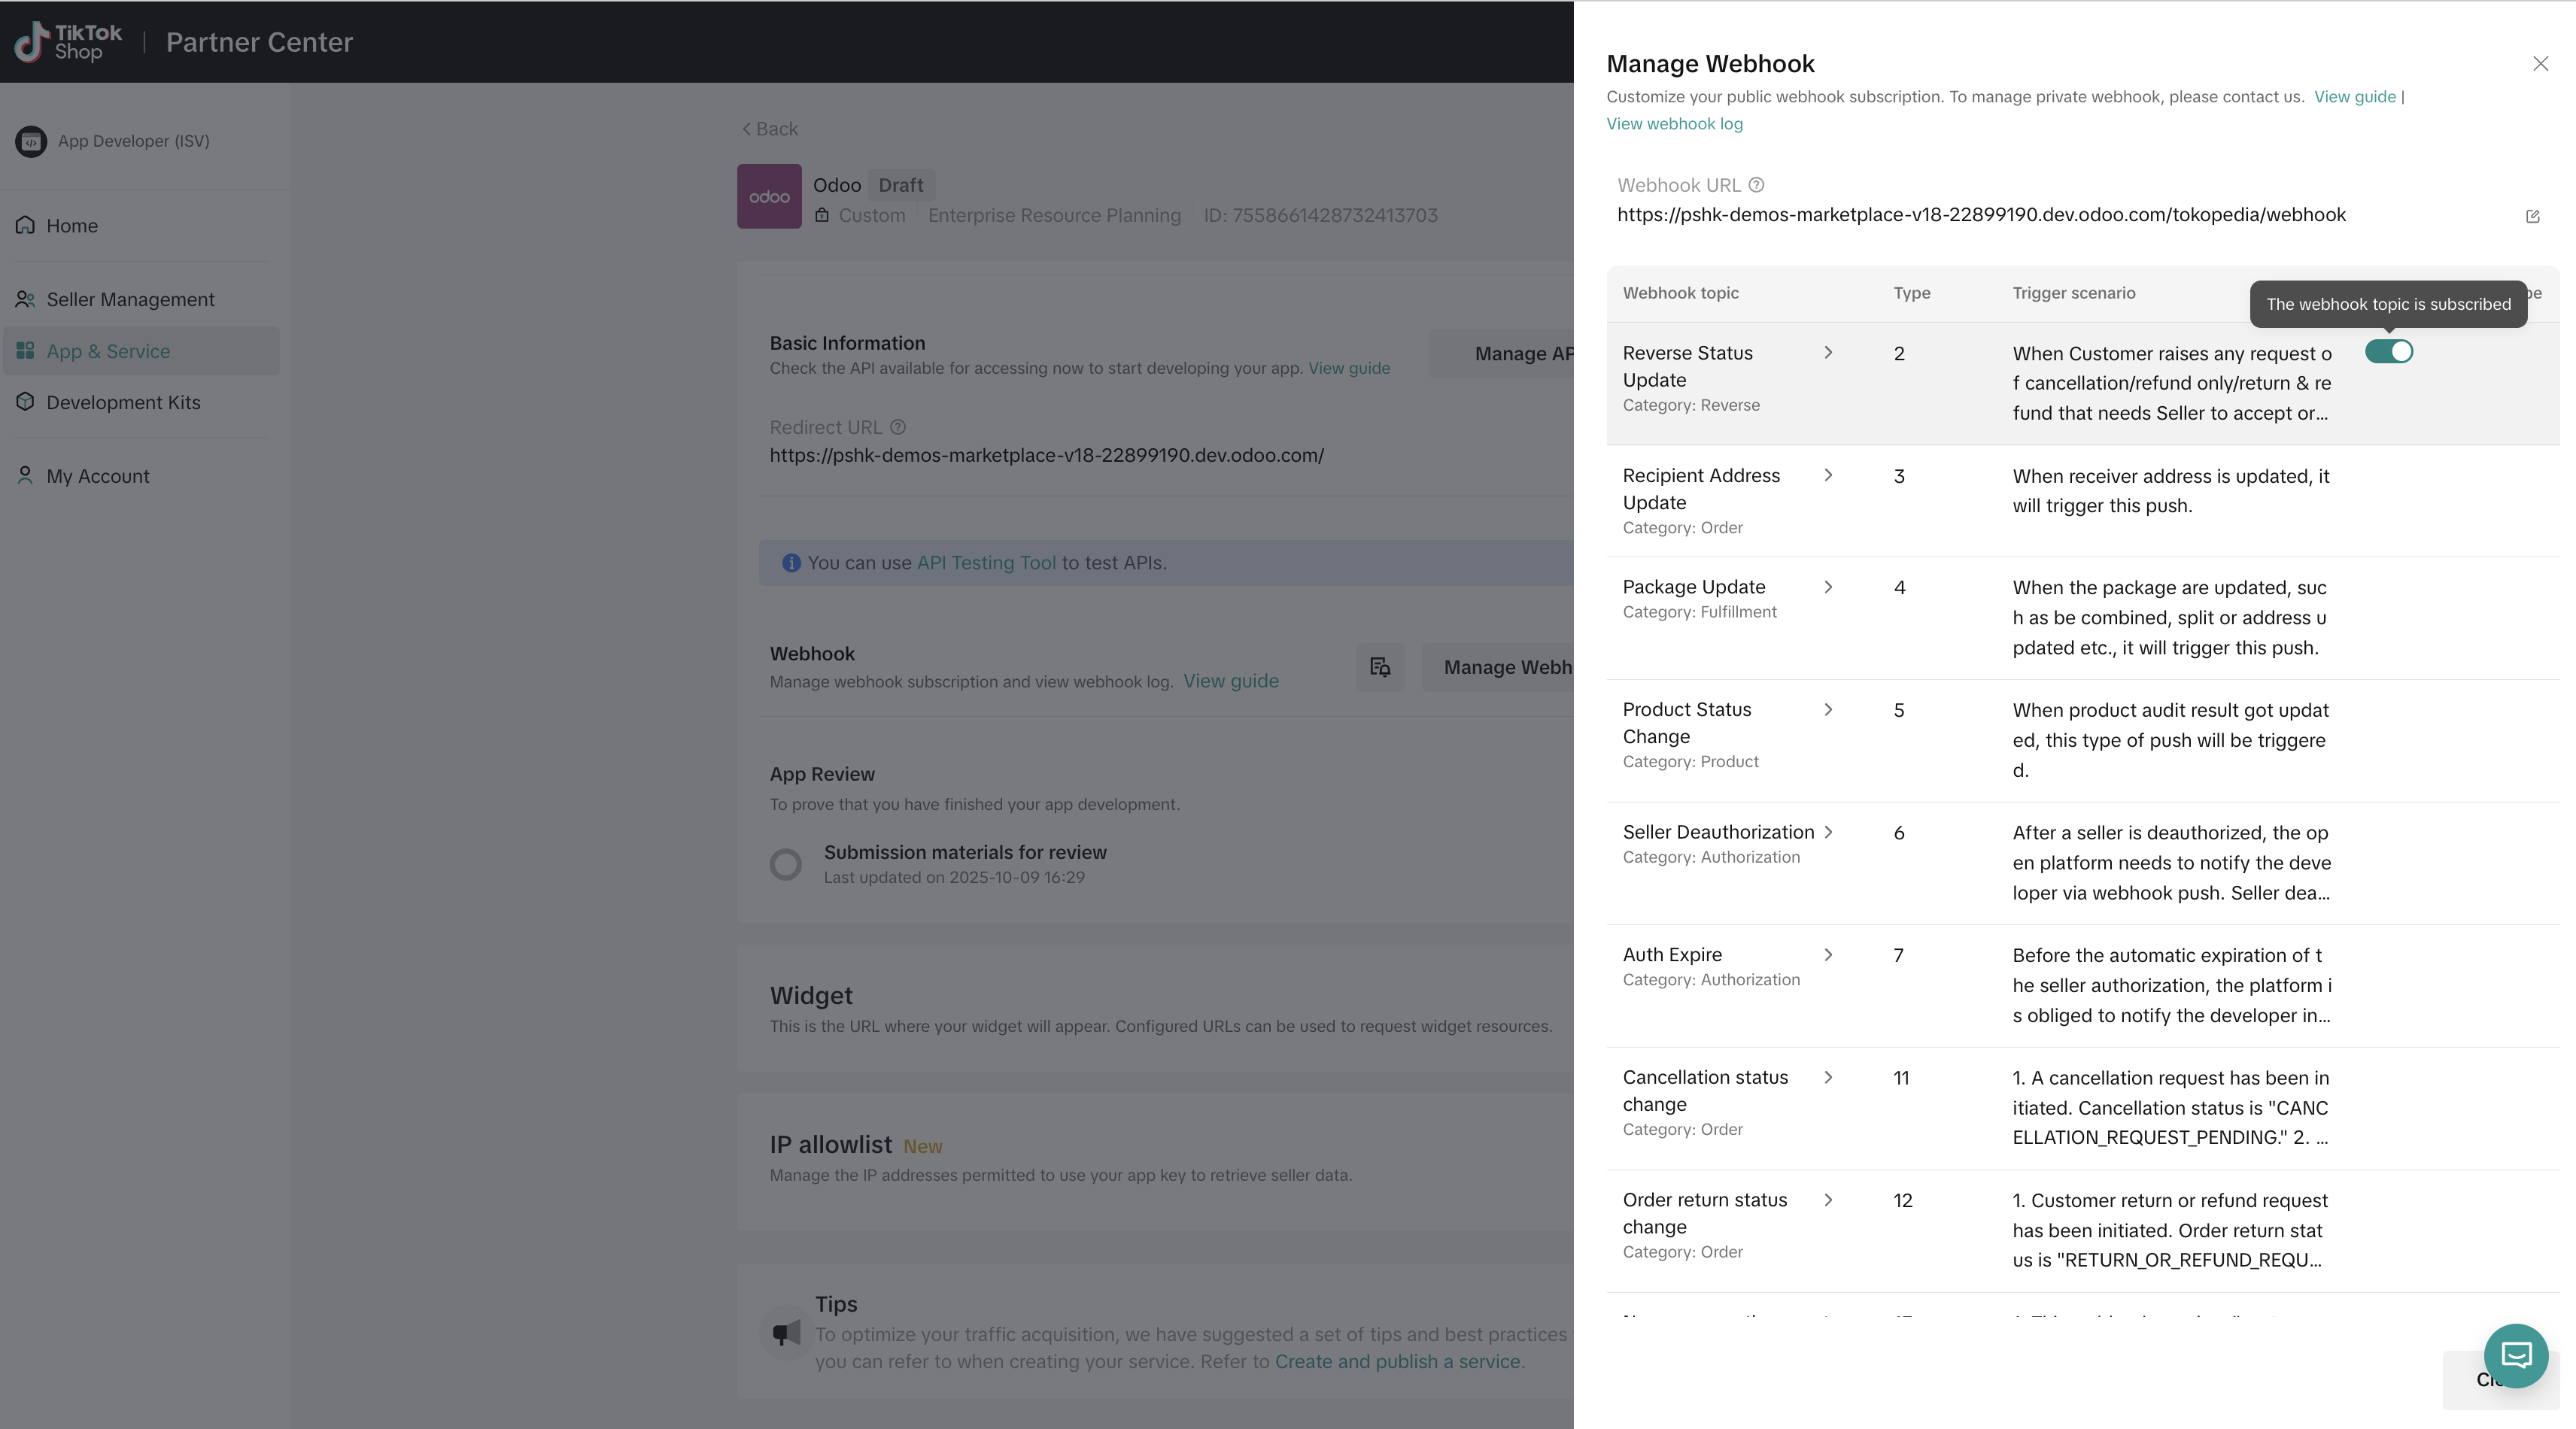 TikTok
Shop
Partner Center
App Developer (ISV)
Home
Seller Management
App & Service
Development Kits
My Account
Back
odoo
Odoo Draft
Custom Enterprise Resource Planning ID: 7558661428732413703
Basic Information
Check the API available for accessing now to start developing your app. View guide
Manage AP
Redirect URL
https://pshk-demos-marketplace-v18-22899190.dev.odoo.com/
You can use API Testing Tool to test APIs.
Webhook
Manage webhook subscription and view webhook log. View guide
Manage Webh
App Review
To prove that you have finished your app development.
Submission materials for review
Last updated on 2025-10-09 16:29
Widget
This is the URL where your widget will appear. Configured URLs can be used to request widget resources.
IP allowlist New
Manage the IP addresses permitted to use your app key to retrieve seller data.
Tips
To optimize your traffic acquisition, we have suggested a set of tips and best practices
you can refer to when creating your service. Refer to Create and publish a service.
Manage Webhook
Customize your public webhook subscription. To manage private webhook, please contact us. View guide |
View webhook log
Webhook URL
https://pshk-demos-marketplace-v18-22899190.dev.odoo.com/tokopedia/webhook
Webhook topic Type Trigger scenario
The webhook topic is subscribed
Reverse Status
Update
Category: Reverse
2
When Customer raises any request o
f cancellation/refund only/return & re
fund that needs Seller to accept or...
Recipient Address
Update
Category: Order
3
When receiver address is updated, it
will trigger this push.
Package Update
Category: Fulfillment
4
When the package are updated, suc
h as be combined, split or address u
pdated etc., it will trigger this push.
Product Status
Change
Category: Product
5
When product audit result got updat
ed, this type of push will be triggere
d.
Seller Deauthorization
Category: Authorization
6
After a seller is deauthorized, the op
en platform needs to notify the deve
loper via webhook push. Seller dea...
Auth Expire
Category: Authorization
7
Before the automatic expiration of t
he seller authorization, the platform i
s obliged to notify the developer in...
Cancellation status
change
Category: Order
11
1. A cancellation request has been in
itiated. Cancellation status is "CANC
ELLATION_REQUEST_PENDING." 2. ...
Order return status
change
Category: Order
12
1. Customer return or refund request
has been initiated. Order return stat
us is "RETURN_OR_REFUND_REQU...